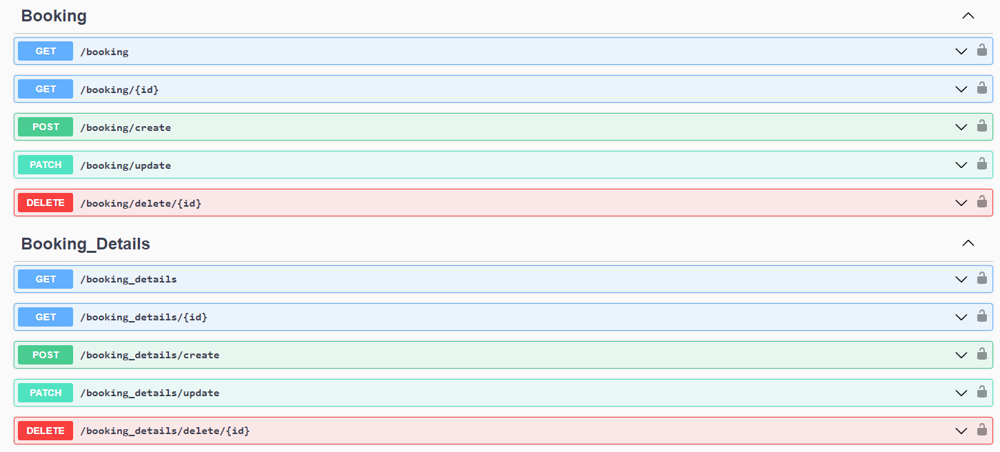 Booking
GET /booking
GET /booking/{id}
POST /booking/create
PATCH /booking/update
DELETE /booking/delete/{id}
Booking_Details
GET /booking_details
GET /booking_details/{id}
POST /booking_details/create
PATCH /booking_details/update
DELETE /booking_details/delete/{id}